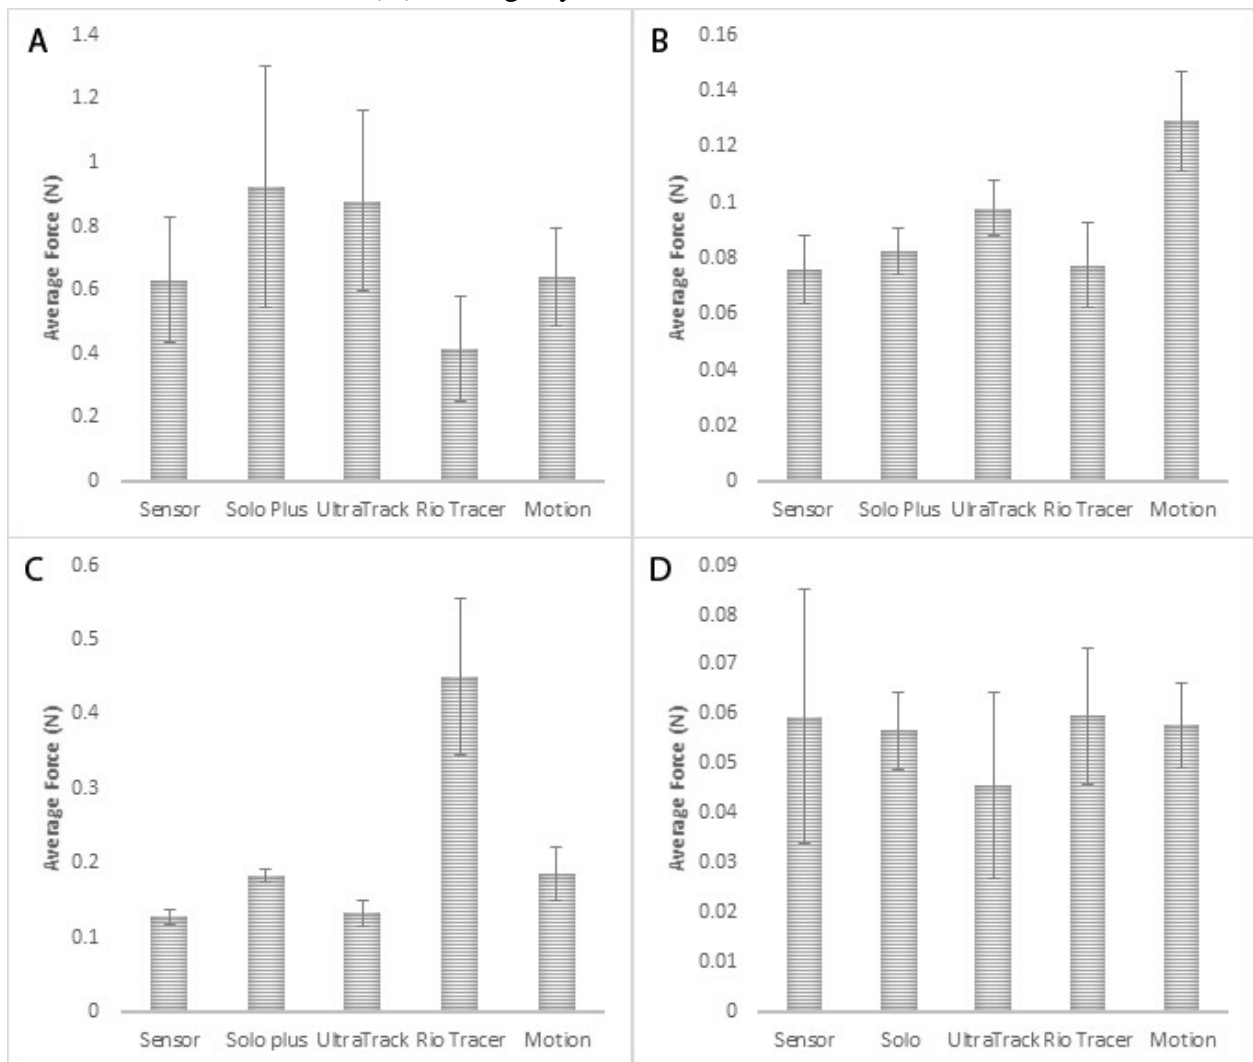 A
Average Force (N)
1.4
1.2
1
0.8
0.6
0.4
0.2
0
Sensor Solo Plus UltraTrack Rio Tracer Motion
B
Average Force (N)
0.16
0.14
0.12
0.1
0.08
0.06
0.04
0.02
0
Sensor Solo Plus UlraTrack Rio Tracer Motion
C
Average Force (N)
0.6
0.5
0.4
0.3
0.2
0.1
0
Sensor Solo plus UltraTrack Rio Tracer Motion
D
Average Force (N)
0.09
0.08
0.07
0.06
0.05
0.04
0.03
0.02
0.01
0
Sensor Solo UltraTrack Rio Tracer Motion